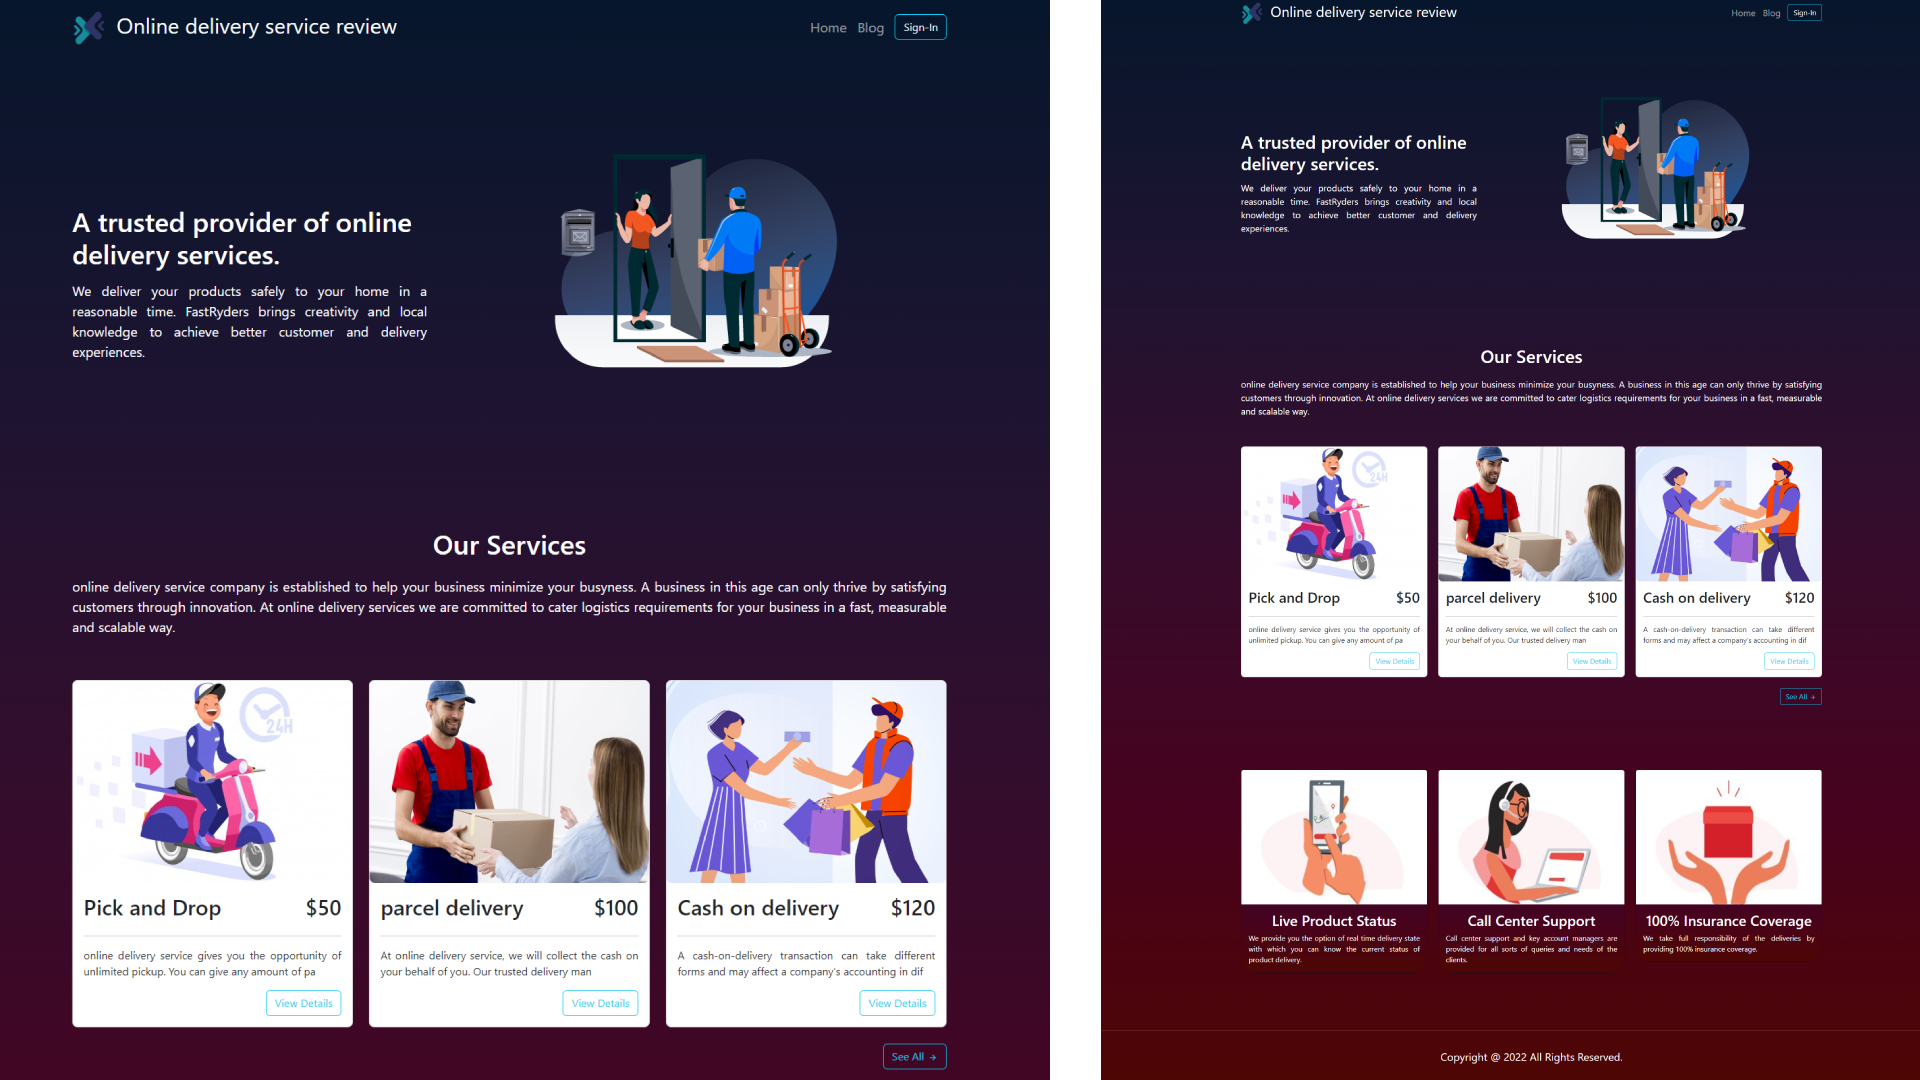 Online delivery service review
Home Blog Sign-In
A trusted provider of online
delivery services.
We deliver your products safely to your home in a
reasonable time. FastRyders brings creativity and local
knowledge to achieve better customer and delivery
experiences.
Our Services
online delivery service company is established to help your business minimize your busyness. A business in this age can only thrive by satisfying
customers through innovation. At online delivery services we are committed to cater logistics requirements for your business in a fast, measurable
and scalable way.
24H
Pick and Drop $50
online delivery service gives you the opportunity of
unlimited pickup. You can give any amount of pa
View Details
parcel delivery $100
At online delivery service, we will collect the cash on
your behalf of you. Our trusted delivery man
View Details
Cash on delivery $120
A cash-on-delivery transaction can take different
forms and may affect a company's accounting in dif
View Details
See All →
Online delivery service review
Home Blog Sign-In
A trusted provider of online
delivery services.
We deliver your products safely to your home in a
reasonable time. FastRyders brings creativity and local
knowledge to achieve better customer and delivery
experiences.
Our Services
online delivery service company is established to help your business minimize your busyness. A business in this age can only thrive by satisfying
customers through innovation. At online delivery services we are committed to cater logistics requirements for your business in a fast, measurable
and scalable way.
24H
Pick and Drop $50
online delivery service gives you the opportunity of
unlimited pickup. You can give any amount of pa
View Details
parcel delivery $100
At online delivery service, we will collect the cash on
your behalf of you. Our trusted delivery man
View Details
Cash on delivery $120
A cash-on-delivery transaction can take different
forms and may affect a company's accounting in dif
View Details
See All →
Live Product Status
We provide you the option of real time delivery state
with which you can know the current status of
product delivery.
Call Center Support
Call center support and key account managers are
provided for all sorts of queries and needs of the
clients.
100% Insurance Coverage
We take full responsibility of the deliveries by
providing 100% insurance coverage.
Copyright @ 2022 All Rights Reserved.